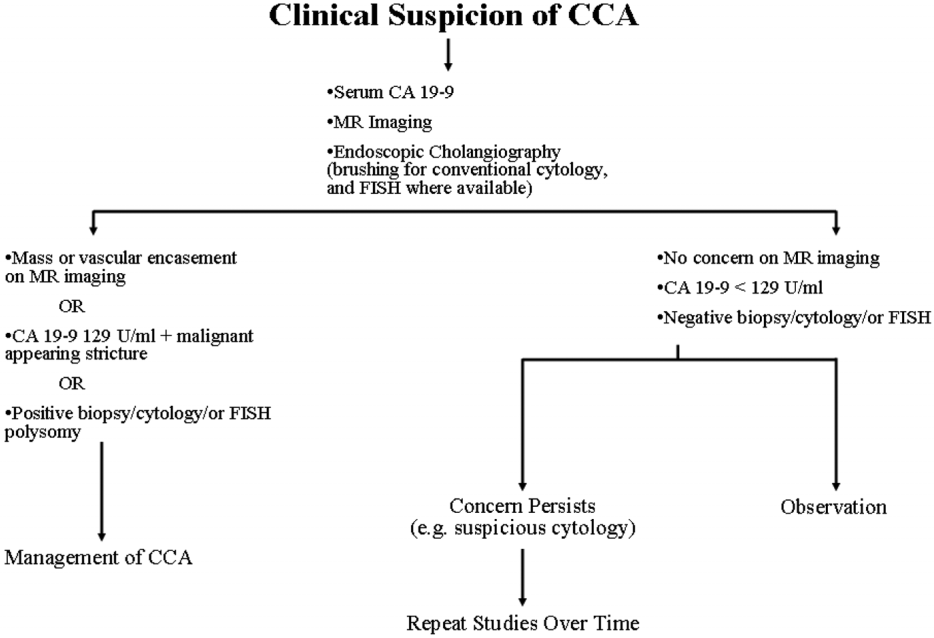 Clinical Suspicion of CCA
•Serum CA 19-9
•MR Imaging
•Endoscopic Cholangiography
(brushing for conventional cytology,
and FISH where available)
•Mass or vascular encasement
on MR imaging
OR
•CA 19-9 129 U/ml + malignant
appearing stricture
OR
•Positive biopsy/cytology/or FISH
polysomy
Management of CCA
•No concern on MR imaging
•CA 19-9 < 129 U/ml
•Negative biopsy/cytology/or FISH
Concern Persists
(e.g. suspicious cytology)
Repeat Studies Over Time
Observation